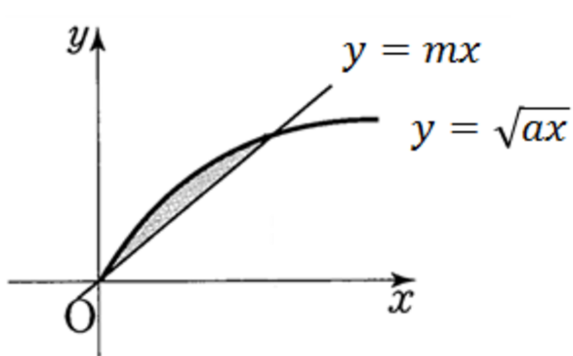 y
y = mx
y = √ax
O
x